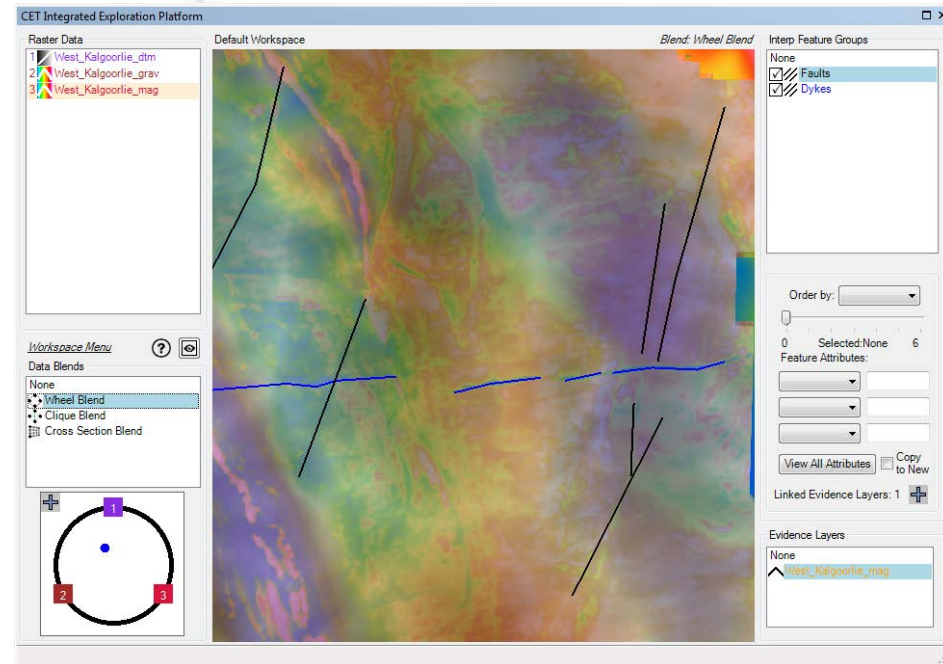 CET Integrated Exploration Platform
Raster Data
1 West_Kalgoorlie_dtm
2 West_Kalgoorlie_grav
3 West_Kalgoorlie_mag
Workspace Menu
?
Data Blends
None
Wheel Blend
Clique Blend
Cross Section Blend
1
2
3
Default Workspace
Blend: Wheel Blend
Interp Feature Groups
None
Faults
Dykes
Order by:
0 Selected:None 6
Feature Attributes:
View All Attributes
Copy
to New
Linked Evidence Layers: 1
Evidence Layers
None
West_Kalgoorlie_mag